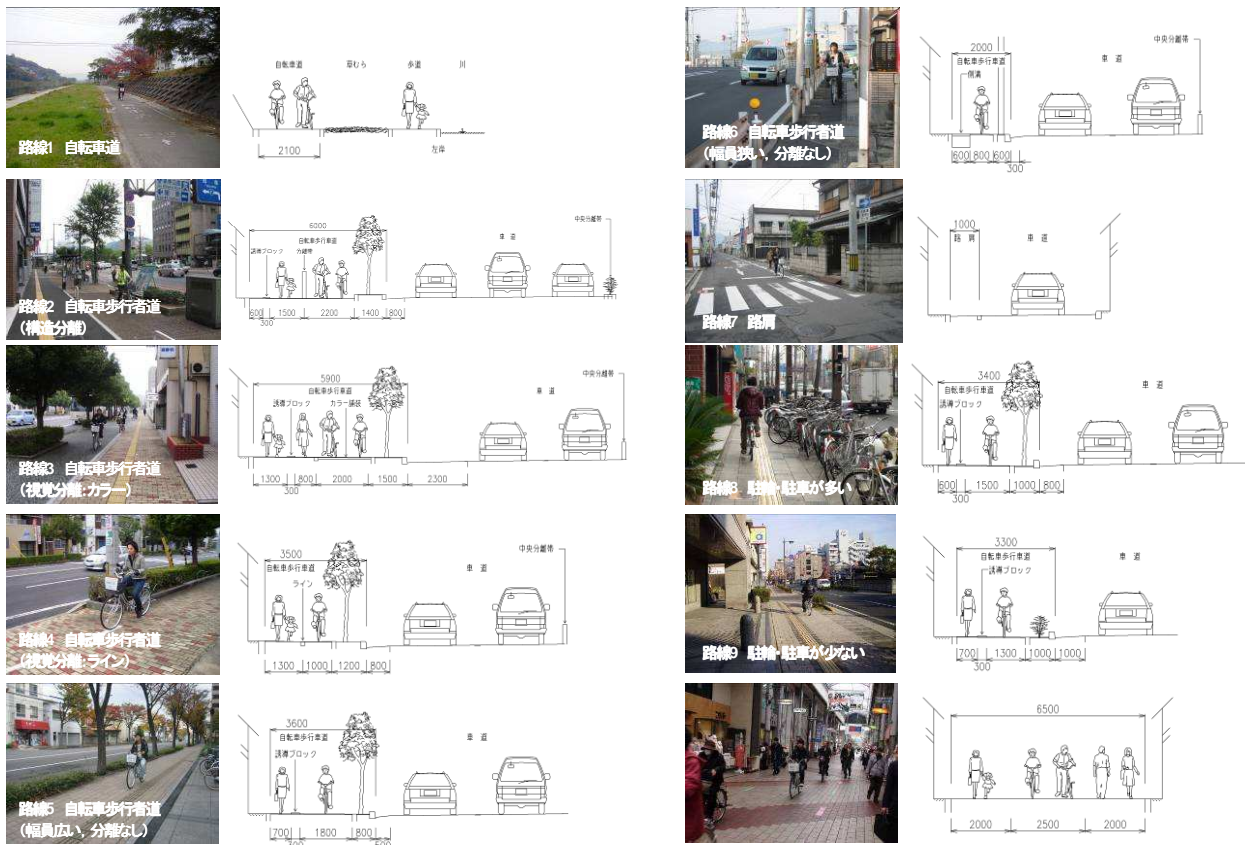 自転車道
草むら
歩道
川
2100
左岸
路線1 自転車道
6000
自転車歩行車道
誘導ブロック
分離帯
車 道
中央分離帯
600
300
1500
2200
1400
800
路線2 自転車歩行者道
(構造分離)
5900
自転車歩行車道
誘導ブロック
カラー舗装
車 道
中央分離帯
1300
300
800
2000
1500
2300
路線3 自転車歩行者道
(視覚分離:カラー)
3500
自転車歩行車道
ライン
車 道
中央分離帯
1300
1000
1200
800
路線4 自転車歩行者道
(視覚分離:ライン)
3600
自転車歩行車道
誘導ブロック
車 道
700
300
1800
800
500
路線5 自転車歩行者道
(幅員広い, 分離なし)
2000
自転車歩行車道
側溝
車 道
中央分離帯
600
800
600
300
路線6 自転車歩行者道
(幅員狭い, 分離なし)
1000
路 肩
車 道
路線7 路肩
3400
自転車歩行車道
誘導ブロック
車 道
600
300
1500
1000
800
路線8 駐輪・駐車が多い
3300
自転車歩行車道
誘導ブロック
車 道
700
300
1300
1000
1000
路線9 駐輪・駐車が少ない
6500
2000
2500
2000